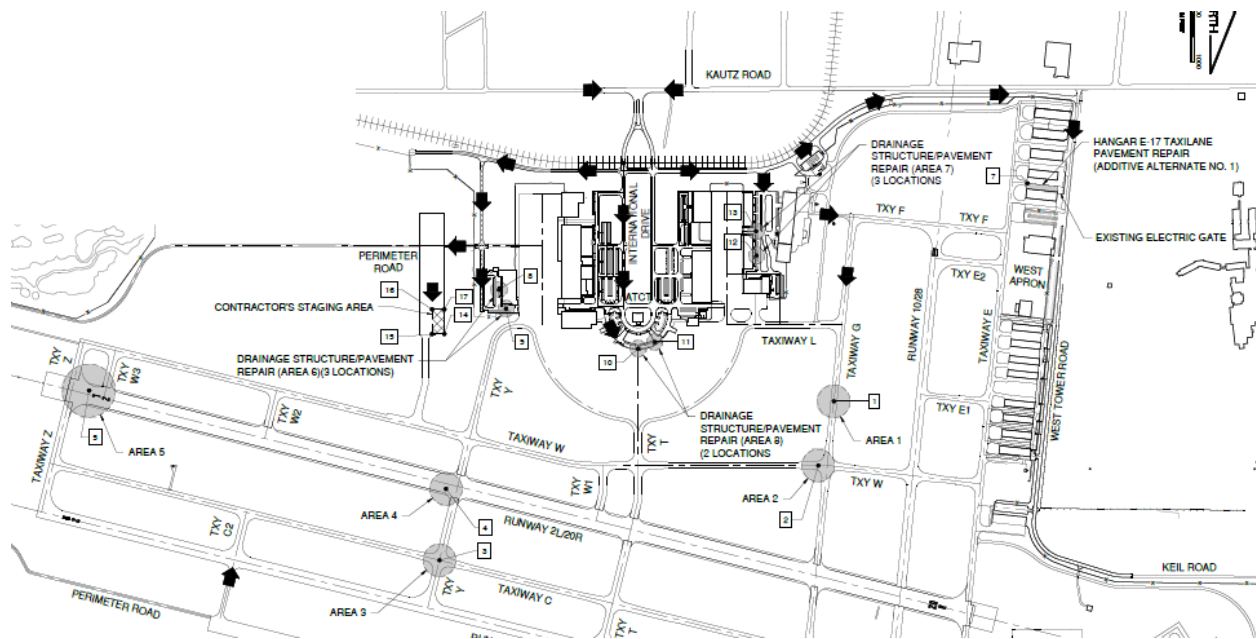 KAUTZ ROAD
1000
DRAINAGE
STRUCTURE/PAVEMENT
REPAIR (AREA 7)
(3 LOCATIONS
HANGAR E-17 TAXILANE
PAVEMENT REPAIR
(ADDITIVE ALTERNATE NO. 1)
7
INTERNATIONAL
DRIVE
13
12
TXY F
TXY F
EXISTING ELECTRIC GATE
PERIMETER
ROAD
WEST
APRON
TXY E2
16
17
14
15
8
9
CONTRACTOR'S STAGING AREA
ATCT
TAXIWAY L
TAXIWAY G
RUNWAY 10/28
TAXIWAY E
WEST TOWER ROAD
10
11
DRAINAGE STRUCTURE/PAVEMENT
REPAIR (AREA 6)(3 LOCATIONS)
TXY
Z
TXY
W3
TXY
W2
TXY
Y
DRAINAGE
STRUCTURE/PAVEMENT
REPAIR (AREA 8)
(2 LOCATIONS
1
AREA 1
TXY E1
5
AREA 5
TAXIWAY Z
TAXIWAY W
TXY
T
TXY
W1
AREA 2
2
TXY W
AREA 4
4
RUNWAY 2L/20R
3
TXY
C2
TAXIWAY C
TXY
Y
AREA 3
PERIMETER ROAD
KEIL ROAD
TXY
T